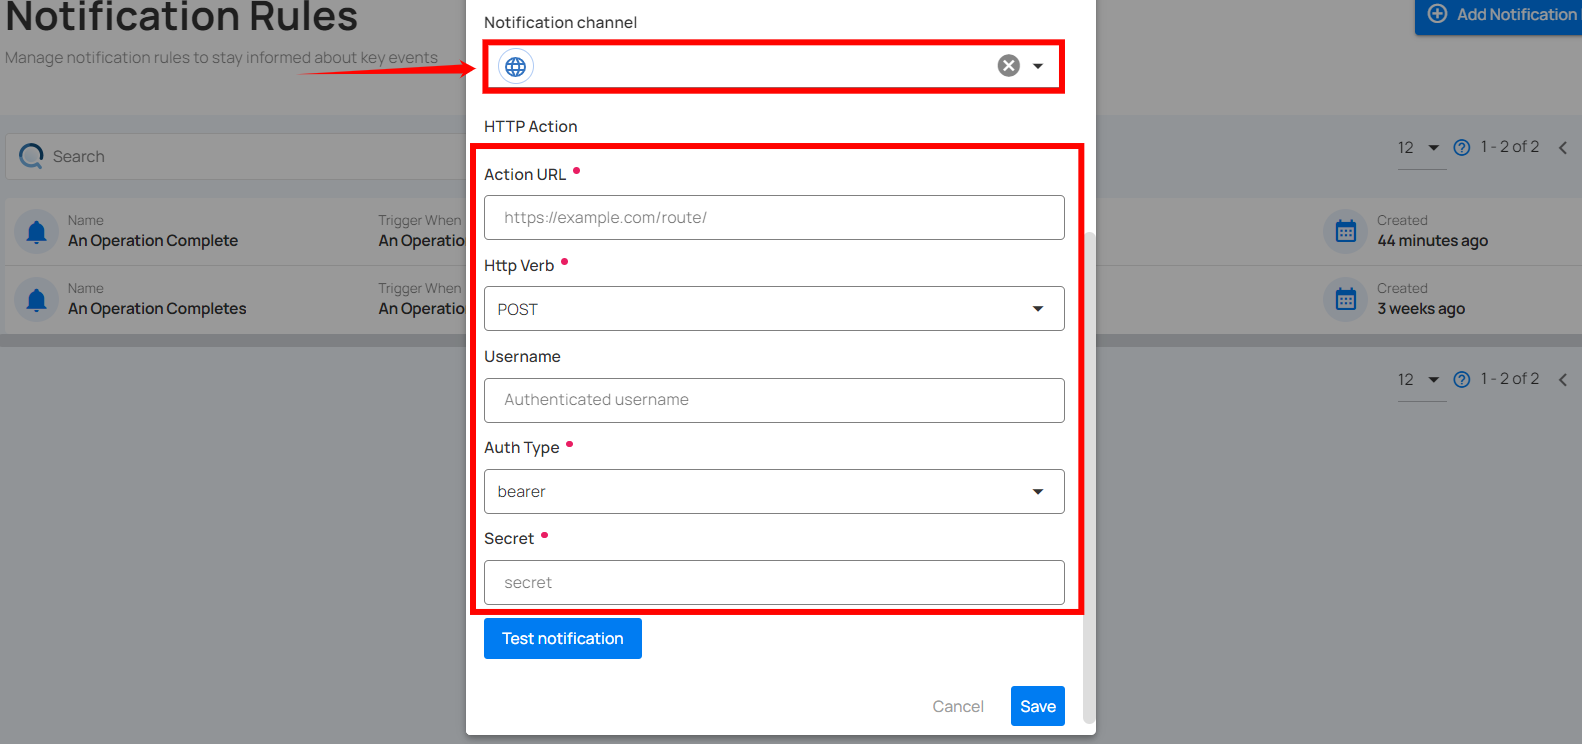 Notification Rules
Manage notification rules to stay informed about key events
Add Notification
Search
12
1 - 2 of 2
Name
An Operation Complete
Trigger When
An Operatio
Created
44 minutes ago
Name
An Operation Completes
Trigger When
An Operatio
Created
3 weeks ago
12
1 - 2 of 2
Notification channel
HTTP Action
Action URL
https://example.com/route/
Http Verb
POST
Username
Authenticated username
Auth Type
bearer
Secret
secret
Test notification
Cancel
Save